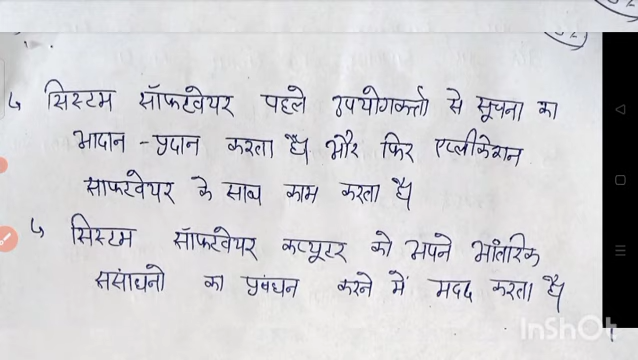 ↳ सिस्टम सॉफ्टवेयर पहले उपयोगकर्त्ता से सूचना का
आदान - प्रदान करता है। और फिर एप्लीकेशन
साफ्टवेयर के साथ काम करता है।
↳ सिस्टम सॉफ्टवेयर कम्प्यूटर को अपने आंतरिक
संसाधनो का प्रबंधन करने में मदद करता है।
InShOt